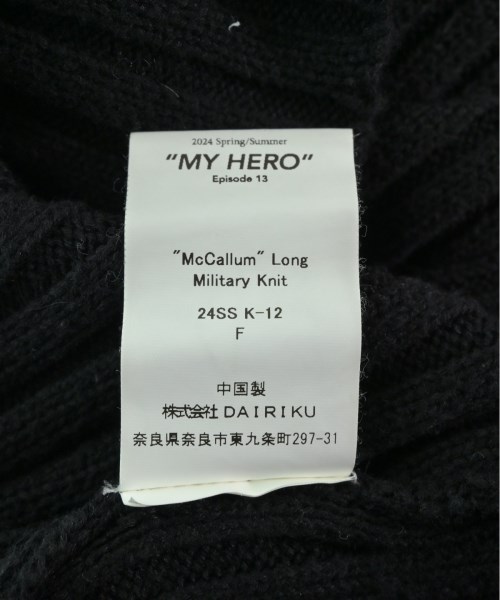 2024 Spring/Summer
"MY HERO"
Episode 13
"McCallum" Long
Military Knit
24SS K-12
F
中国製
株式会社 DAIRIKU
奈良県奈良市東九条町297-31